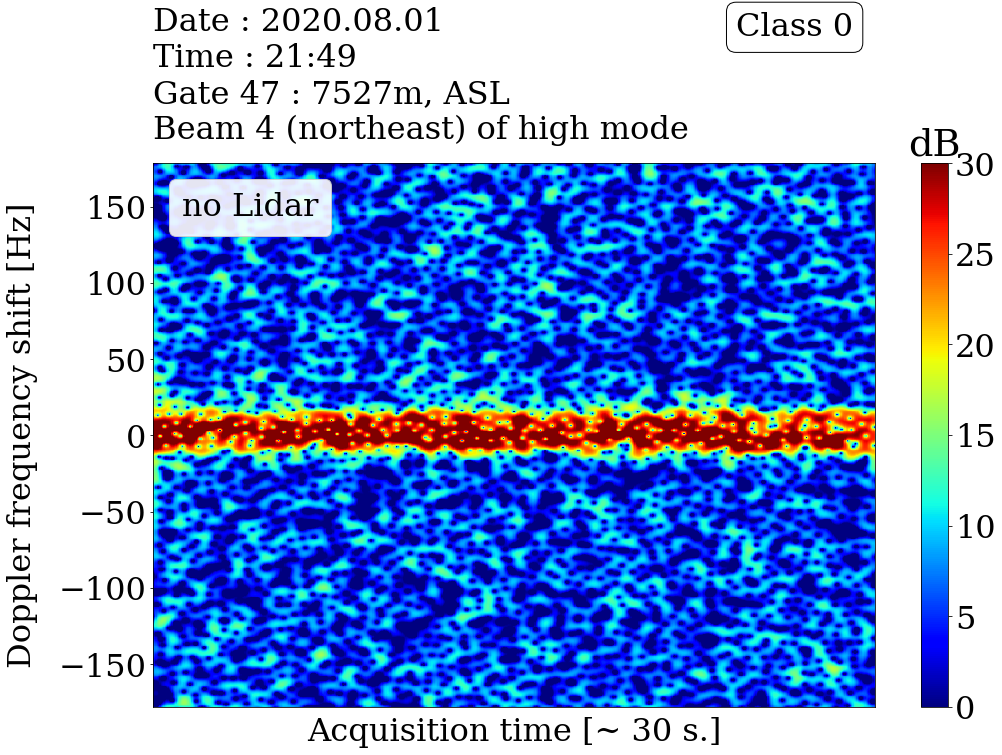 Date : 2020.08.01
Time : 21:49
Gate 47 : 7527m, ASL
Beam 4 (northeast) of high mode
Class 0
dB
no Lidar
Doppler frequency shift [Hz]
150
100
50
0
−50
−100
−150
Acquisition time [~ 30 s.]
30
25
20
15
10
5
0